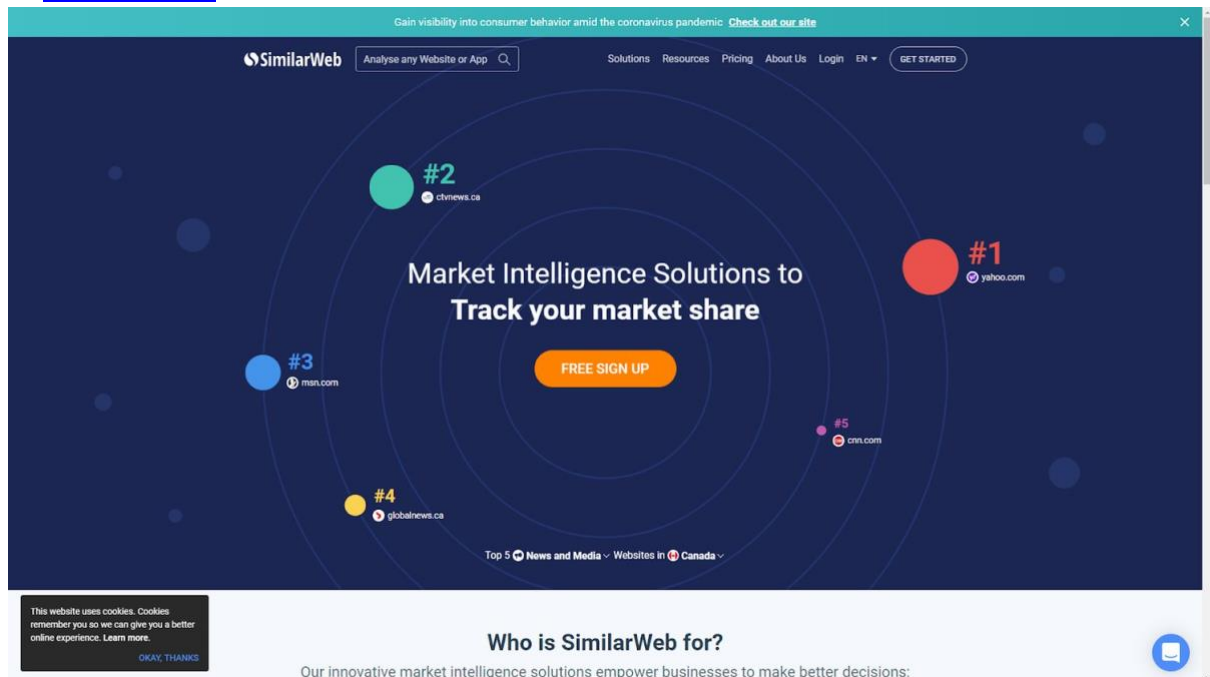 Gain visibility into consumer behavior amid the coronavirus pandemic Check out our site
SimilarWeb
Analyse any Website or App
Solutions Resources Pricing About Us Login EN GET STARTED
#2
ctvnews.ca
#1
yahoo.com
Market Intelligence Solutions to
Track your market share
#3
msn.com
FREE SIGN UP
#5
cnn.com
#4
globalnews.ca
Top 5 News and Media Websites in Canada
This website uses cookies. Cookies
remember you so we can give you a better
online experience. Learn more.
OKAY, THANKS
Who is SimilarWeb for?
Our innovative market intelligence solutions empower businesses to make better decisions: